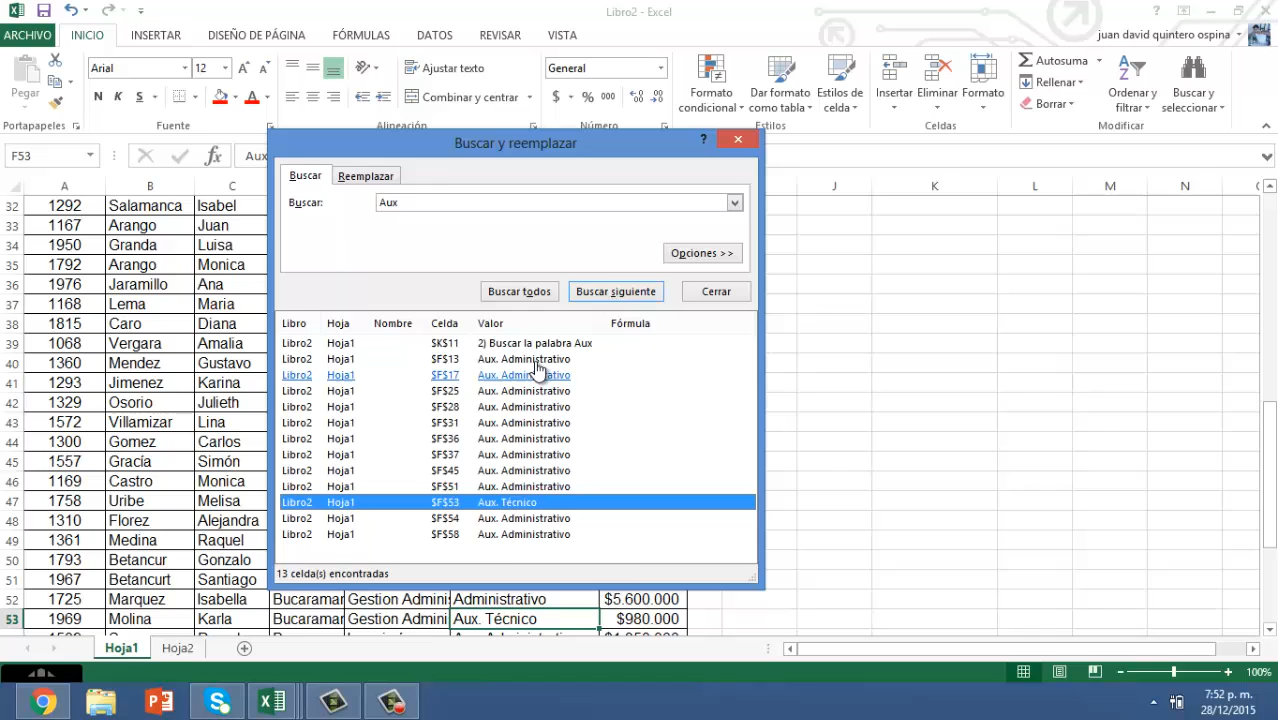 Libro2 - Excel
ARCHIVO INICIO INSERTAR DISEÑO DE PÁGINA FÓRMULAS DATOS REVISAR VISTA juan david quintero ospina
Pegar Arial 12 Ajustar texto General Formato condicional Dar formato como tabla Estilos de celda Insertar Eliminar Formato Autosuma Rellenar Borrar Ordenar y filtrar Buscar y seleccionar
N K S Combinar y centrar $ % 000
Portapapeles Fuente Alineación Número Estilos Celdas Modificar
F53 fx Aux
A B C J K L M N
Buscar y reemplazar
Buscar Reemplazar
Buscar: Aux
Opciones >>
Buscar todos Buscar siguiente Cerrar
Libro Hoja Nombre Celda Valor Fórmula
Libro2 Hoja1 $K$11 2) Buscar la palabra Aux
Libro2 Hoja1 $F$13 Aux. Administrativo
Libro2 Hoja1 $F$17 Aux. Administrativo
Libro2 Hoja1 $F$25 Aux. Administrativo
Libro2 Hoja1 $F$28 Aux. Administrativo
Libro2 Hoja1 $F$31 Aux. Administrativo
Libro2 Hoja1 $F$36 Aux. Administrativo
Libro2 Hoja1 $F$37 Aux. Administrativo
Libro2 Hoja1 $F$45 Aux. Administrativo
Libro2 Hoja1 $F$51 Aux. Administrativo
Libro2 Hoja1 $F$53 Aux. Técnico
Libro2 Hoja1 $F$54 Aux. Administrativo
Libro2 Hoja1 $F$58 Aux. Administrativo
13 celda(s) encontradas
32 1292 Salamanca Isabel
33 1167 Arango Juan
34 1950 Granda Luisa
35 1792 Arango Monica
36 1976 Jaramillo Ana
37 1168 Lema Maria
38 1815 Caro Diana
39 1068 Vergara Amalia
40 1360 Mendez Guefry
41 1293 Jimenez Karina
42 1329 Osorio Julieth
43 1572 Villamizar Lina
44 1300 Gomez Carlos
45 1557 Gracía Simón
46 1169 Castro Monica
47 1758 Uribe Melisa
48 1310 Florez Alejandra
49 1361 Medina Raquel
50 1793 Betancur Gonzalo
51 1967 Betancurt Santiago
52 1725 Marquez Isabella Bucaramar Gestion Admini Administrativo $5.600.000
53 1969 Molina Karla Bucaramar Gestion Admini Aux. Técnico $980.000
Hoja1 Hoja2
100%
7:52 p. m.
28/12/2015